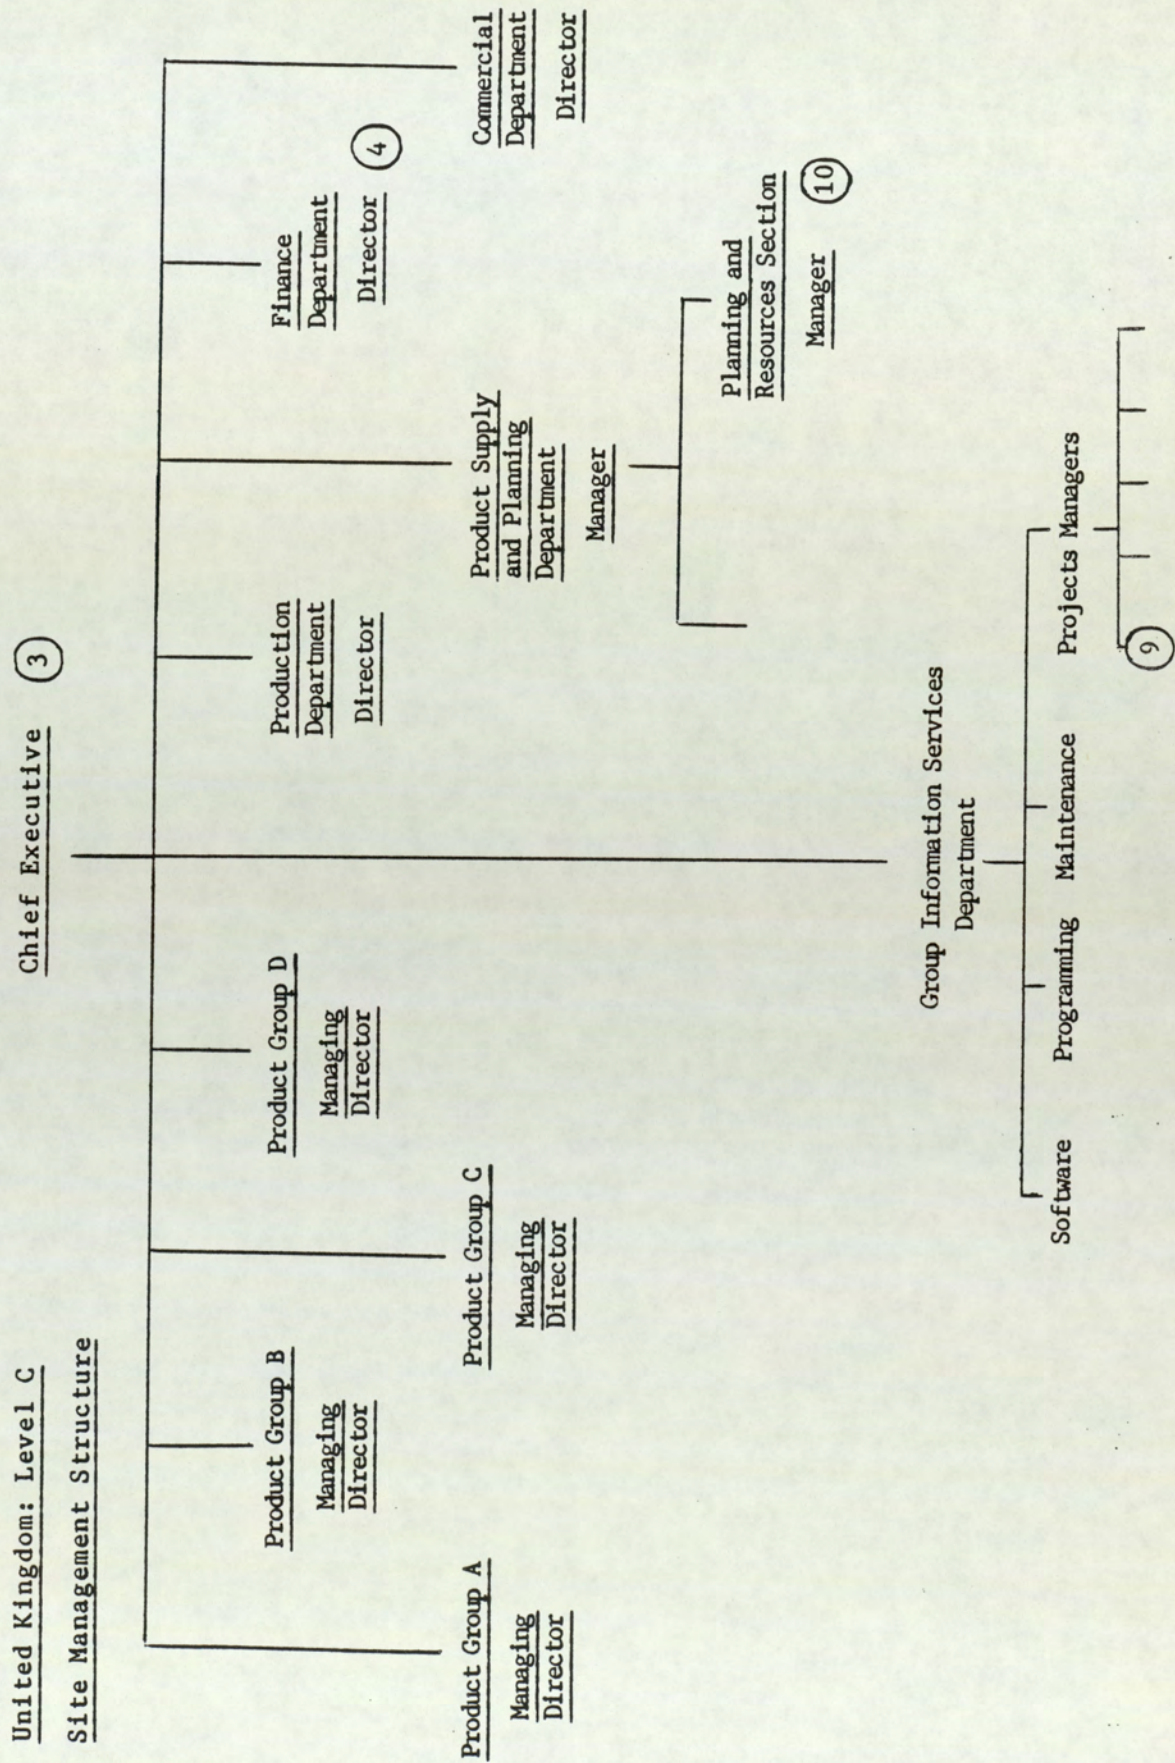 United Kingdom: Level C
Site Management Structure
Chief Executive
3
Product Group A
Managing
Director
Product Group B
Managing
Director
Product Group C
Managing
Director
Product Group D
Managing
Director
Production
Department
Director
Product Supply
and Planning
Department
Manager
Finance
Department
Director
4
Commercial
Department
Director
Planning and
Resources Section
Manager
10
Group Information Services
Department
Software Programming Maintenance Projects Managers
9